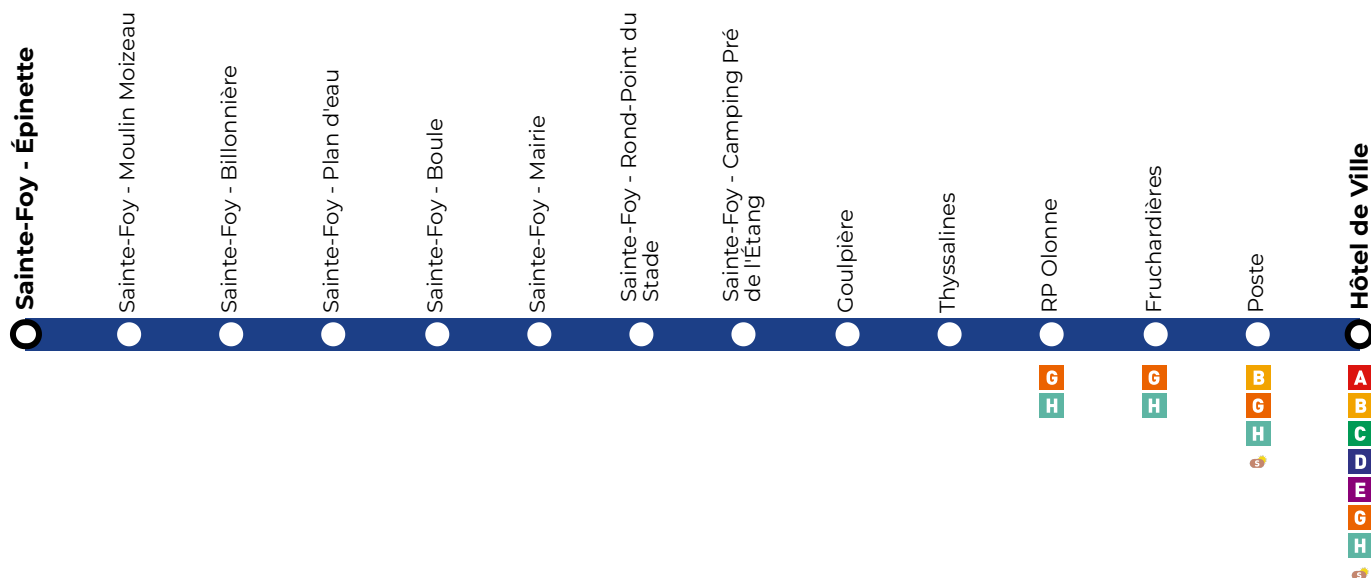 Sainte-Foy - Épinette
Sainte-Foy - Moulin Moizeau
Sainte-Foy - Billonnière
Sainte-Foy - Plan d'eau
Sainte-Foy - Boule
Sainte-Foy - Mairie
Sainte-Foy - Rond-Point du
Stade
Sainte-Foy - Camping Pré
de l'Étang
Goulpière
Thyssalines
RP Olonne
Fruchardières
Poste
Hôtel de Ville
G
H
G
H
B
G
H
S
A
B
C
D
E
G
H
S